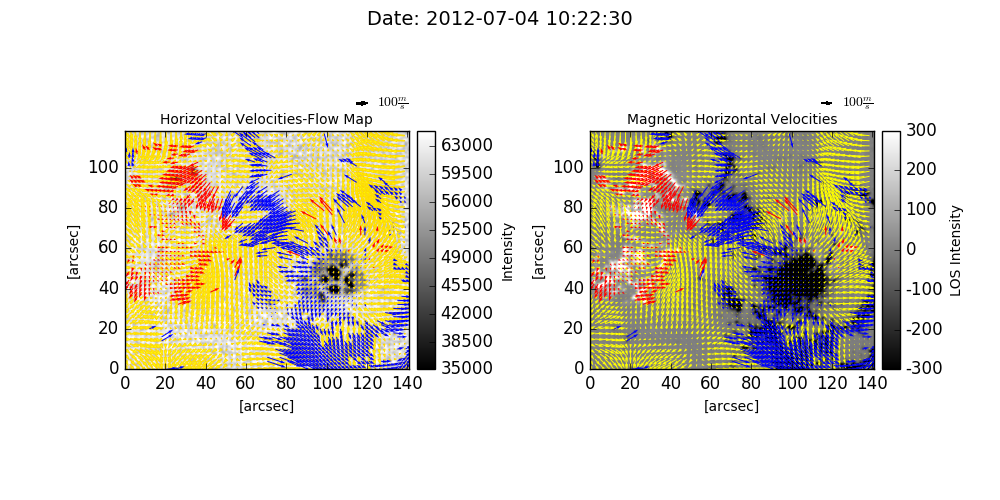 Date: 2012-07-04 10:22:30
100 m/s
Horizontal Velocities-Flow Map
100
80
60
40
20
0
0 20 40 60 80 100 120 140
[arcsec]
[arcsec]
63000
59500
56000
52500
49000
45500
42000
38500
35000
Intensity
100 m/s
Magnetic Horizontal Velocities
100
80
60
40
20
0
0 20 40 60 80 100 120 140
[arcsec]
[arcsec]
300
200
100
0
-100
-200
-300
LOS Intensity